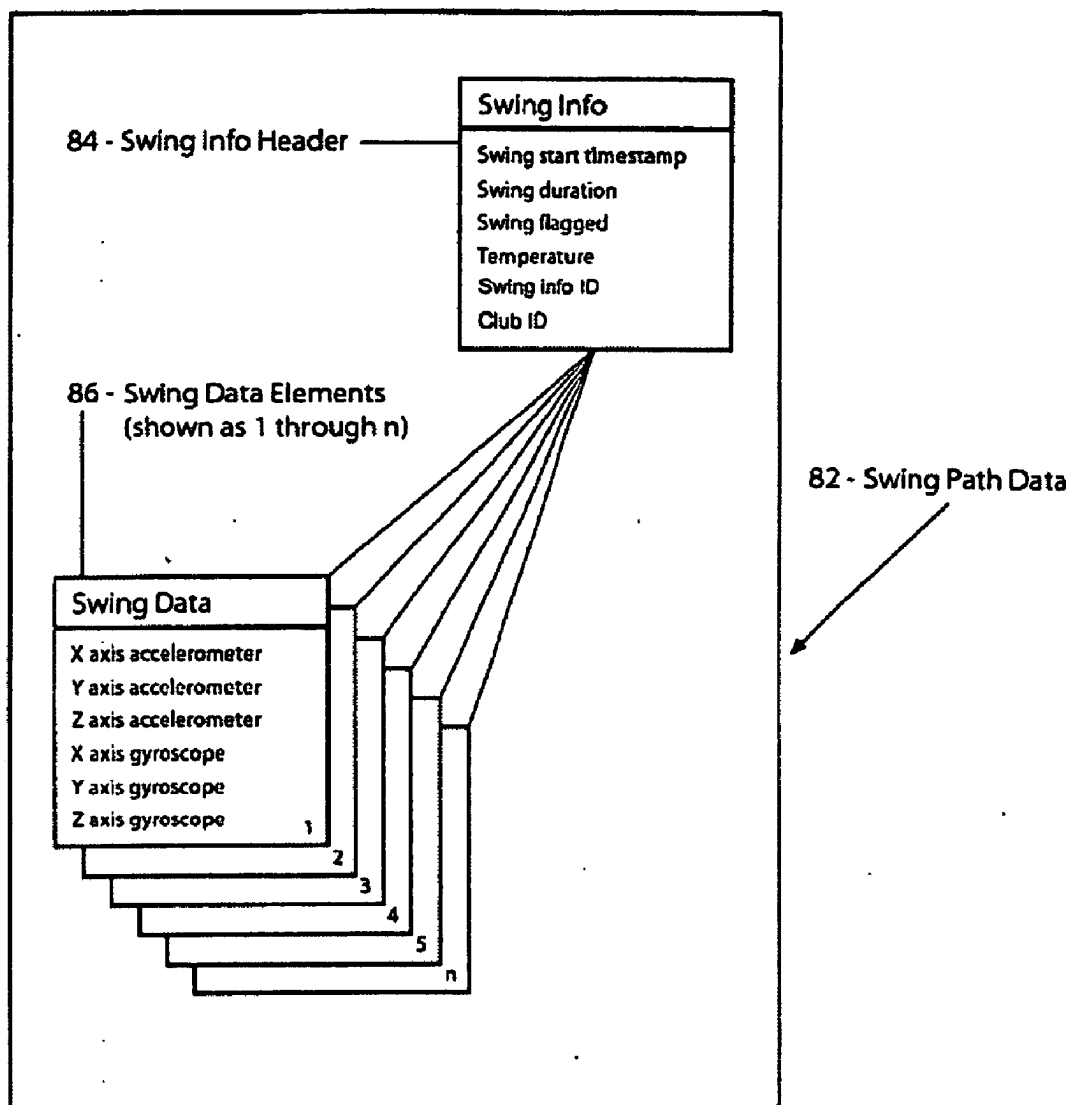 Swing Info
84 - Swing Info Header
Swing start timestamp
Swing duration
Swing flagged
Temperature
Swing info ID
Club ID
86 - Swing Data Elements
(shown as 1 through n)
82 - Swing Path Data
Swing Data
X axis accelerometer
Y axis accelerometer
Z axis accelerometer
X axis gyroscope
Y axis gyroscope
Z axis gyroscope
1
2
3
4
5
n